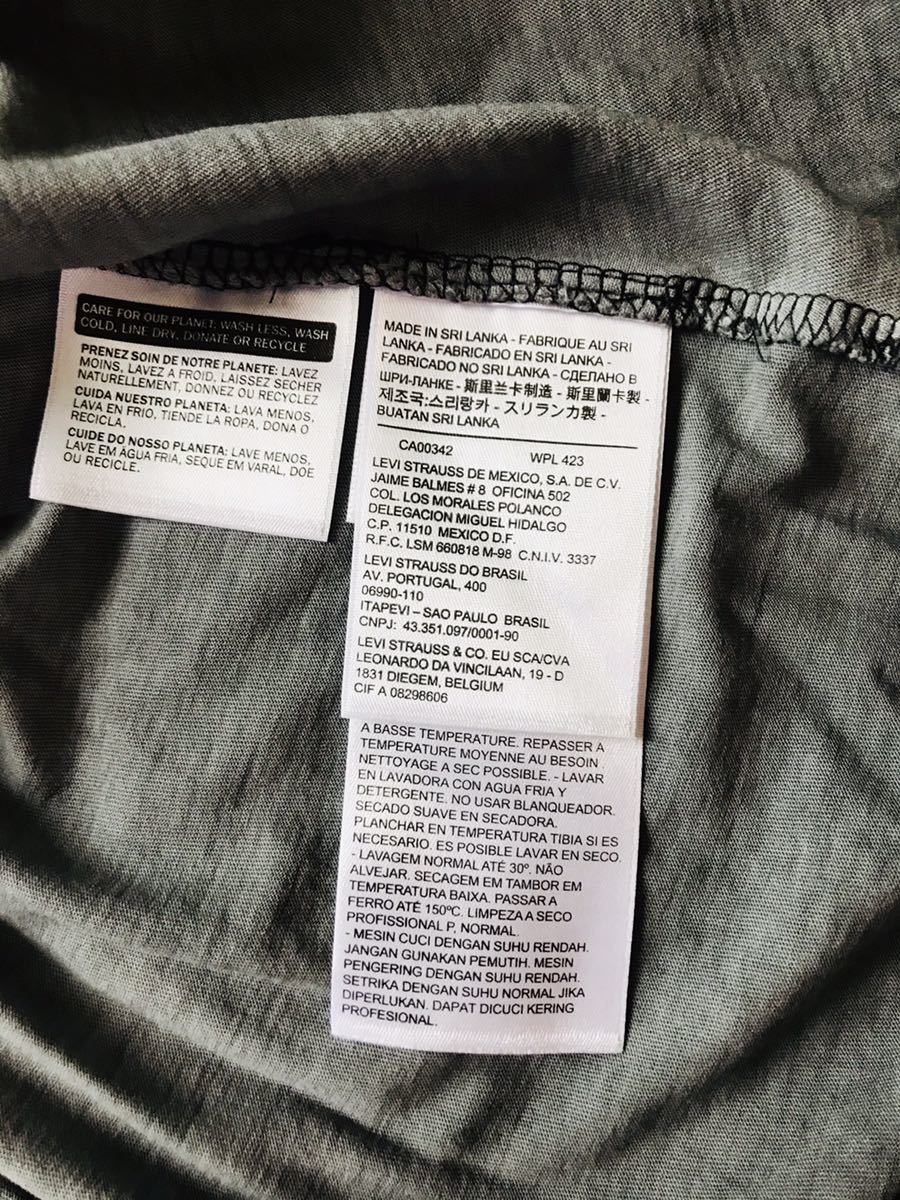 CARE FOR OUR PLANET: WASH LESS, WASH
COLD, LINE DRY, DONATE OR RECYCLE
PRENEZ SOIN DE NOTRE PLANETE: LAVEZ
MOINS, LAVEZ A FROID, LAISSEZ SECHER
NATURELLEMENT, DONNEZ OU RECYCLEZ
CUIDA NUESTRO PLANETA: LAVA MENOS,
LAVA EN FRIO, TIENDE LA ROPA, DONA O
RECICLA.
CUIDE DO NOSSO PLANETA: LAVE MENOS,
LAVE EM ÁGUA FRIA, SEQUE EM VARAL, DOE
OU RECICLE.
MADE IN SRI LANKA - FABRIQUE AU SRI
LANKA - FABRICADO EN SRI LANKA -
FABRICADO NO SRI LANKA - СДЕЛАНО В
ШРИ-ЛАНКЕ - 斯里兰卡制造 - 斯里蘭卡製 -
제조국:스리랑카 - スリランカ製 -
BUATAN SRI LANKA
CA00342 WPL 423
LEVI STRAUSS DE MEXICO, S.A. DE C.V.
JAIME BALMES # 8 OFICINA 502
COL. LOS MORALES POLANCO
DELEGACION MIGUEL HIDALGO
C.P. 11510 MEXICO D.F.
R.F.C. LSM 660818 M-98 C.N.I.V. 3337
LEVI STRAUSS DO BRASIL
AV. PORTUGAL, 400
06990-110
ITAPEVI – SAO PAULO BRASIL
CNPJ: 43.351.097/0001-90
LEVI STRAUSS & CO. EU SCA/CVA
LEONARDO DA VINCILAAN, 19 - D
1831 DIEGEM, BELGIUM
CIF A 08298606
A BASSE TEMPERATURE. REPASSER A
TEMPERATURE MOYENNE AU BESOIN.
NETTOYAGE A SEC POSSIBLE. - LAVAR
EN LAVADORA CON AGUA FRIA Y
DETERGENTE. NO USAR BLANQUEADOR.
SECADO SUAVE EN SECADORA.
PLANCHAR EN TEMPERATURA TIBIA SI ES
NECESARIO. ES POSIBLE LAVAR EN SECO.
- LAVAGEM NORMAL ATÉ 30º. NÃO
ALVEJAR. SECAGEM EM TAMBOR EM
TEMPERATURA BAIXA. PASSAR A
FERRO ATÉ 150ºC. LIMPEZA A SECO
PROFISSIONAL P, NORMAL.
- MESIN CUCI DENGAN SUHU RENDAH.
JANGAN GUNAKAN PEMUTIH. MESIN
PENGERING DENGAN SUHU RENDAH.
SETRIKA DENGAN SUHU NORMAL JIKA
DIPERLUKAN. DAPAT DICUCI KERING
PROFESIONAL.